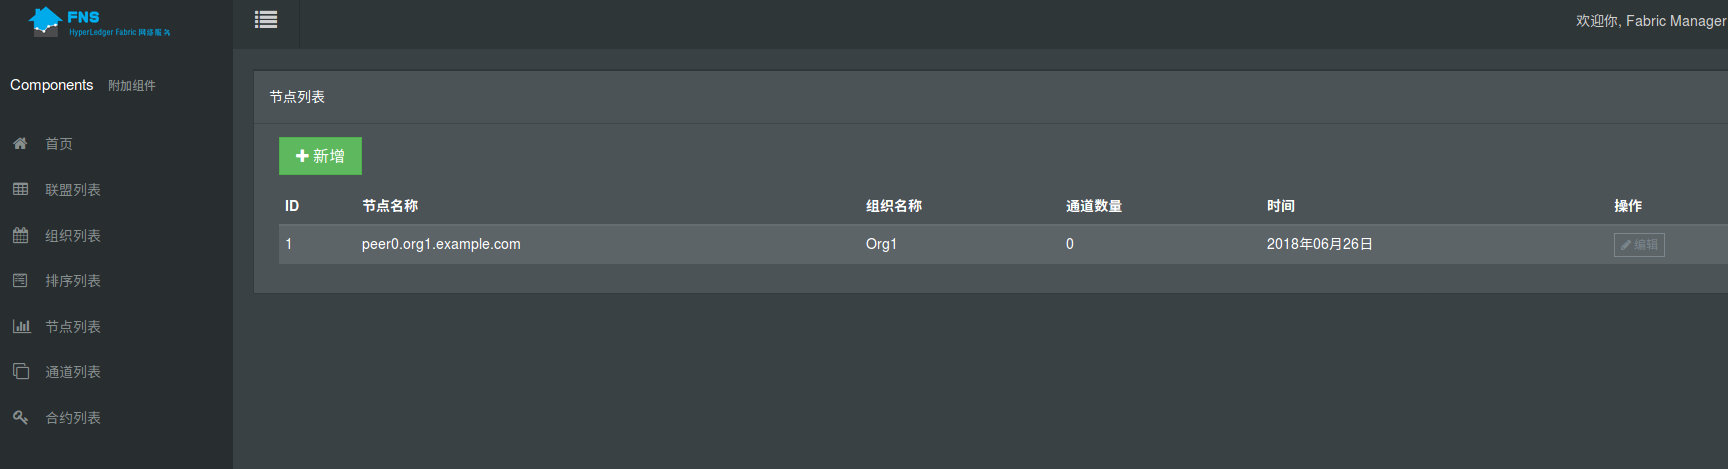 FNS
HyperLedger Fabric 网络服务
欢迎你, Fabric Manager
Components 附加组件
首页
联盟列表
组织列表
排序列表
节点列表
通道列表
合约列表
节点列表
新增
ID 节点名称 组织名称 通道数量 时间 操作
1 peer0.org1.example.com Org1 0 2018年06月26日 编辑